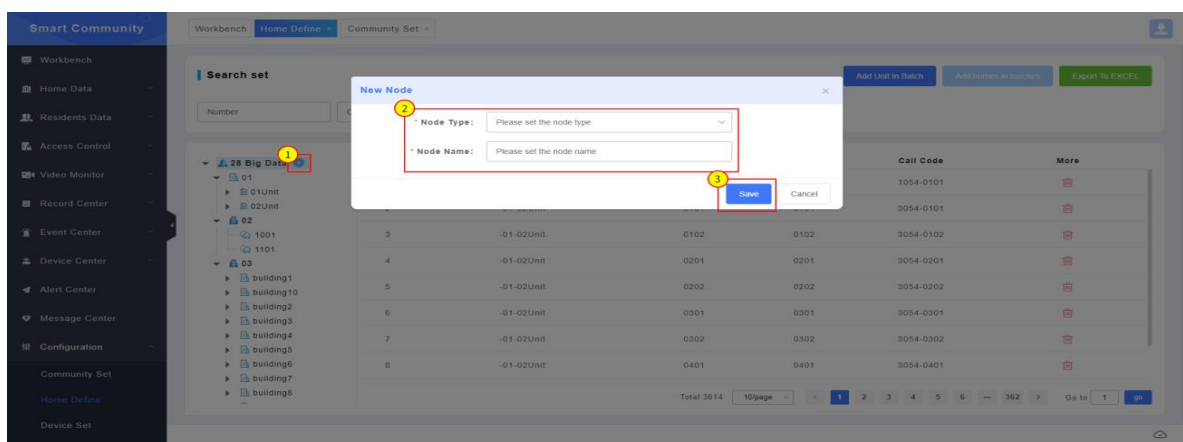 Smart Community
Workbench
Home Define
Community Set
Workbench
Home Data
Residents Data
Access Control
Video Monitor
Record Center
Event Center
Device Center
Alert Center
Message Center
Configuration
Community Set
Home Define
Device Set
Search set
Add Unit In Batch
Add homes in batches
Export To EXCEL
Number
New Node
2
* Node Type:
Please set the node type
* Node Name:
Please set the node name
3
Save
Cancel
1
28 Big Data
01
01Unit
02Unit
02
1001
1101
03
building1
building10
building2
building3
building4
building5
building6
building7
building8
Call Code
More
1054-0101
3054-0101
3 -01-02Unit 0102 0102 3054-0102
4 -01-02Unit 0201 0201 3054-0201
5 -01-02Unit 0202 0202 3054-0202
6 -01-02Unit 0301 0301 3054-0301
7 -01-02Unit 0302 0302 3054-0302
8 -01-02Unit 0401 0401 3054-0401
Total 3614 10/page < 1 2 3 4 5 6 ••• 362 > Go to 1 go